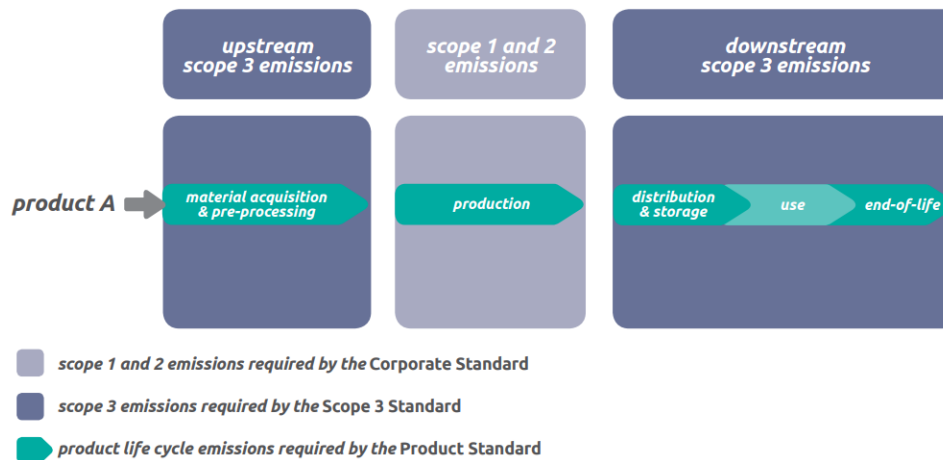 upstream
scope 3 emissions
scope 1 and 2
emissions
downstream
scope 3 emissions
product A
material acquisition
& pre-processing
production
distribution
& storage
use
end-of-life
scope 1 and 2 emissions required by the Corporate Standard
scope 3 emissions required by the Scope 3 Standard
product life cycle emissions required by the Product Standard